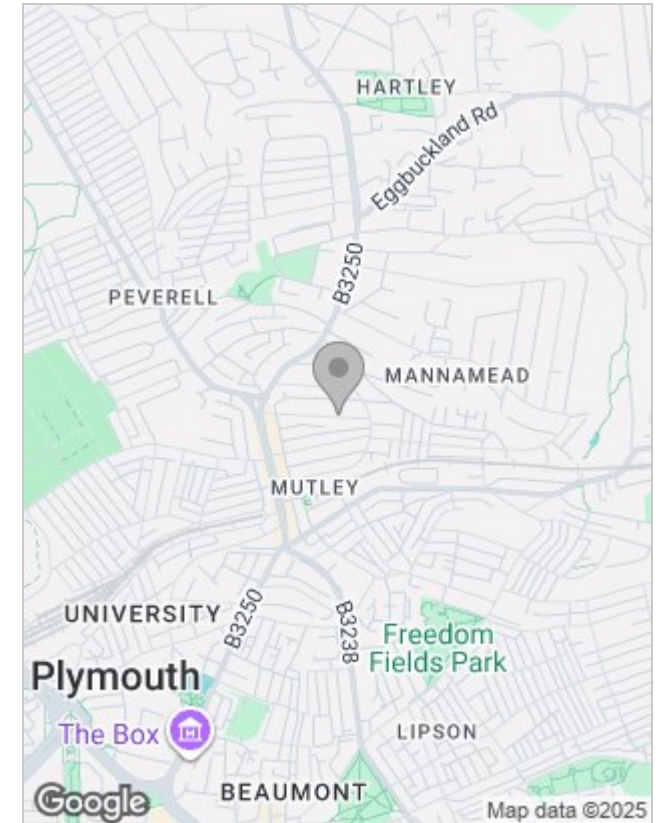 HARTLEY
Eggbuckland Rd
B3250
PEVERELL
MANNAMEAD
MUTLEY
UNIVERSITY
B3250
B3238
Freedom
Fields Park
Plymouth
The Box
LIPSON
BEAUMONT
Google
Map data ©2025